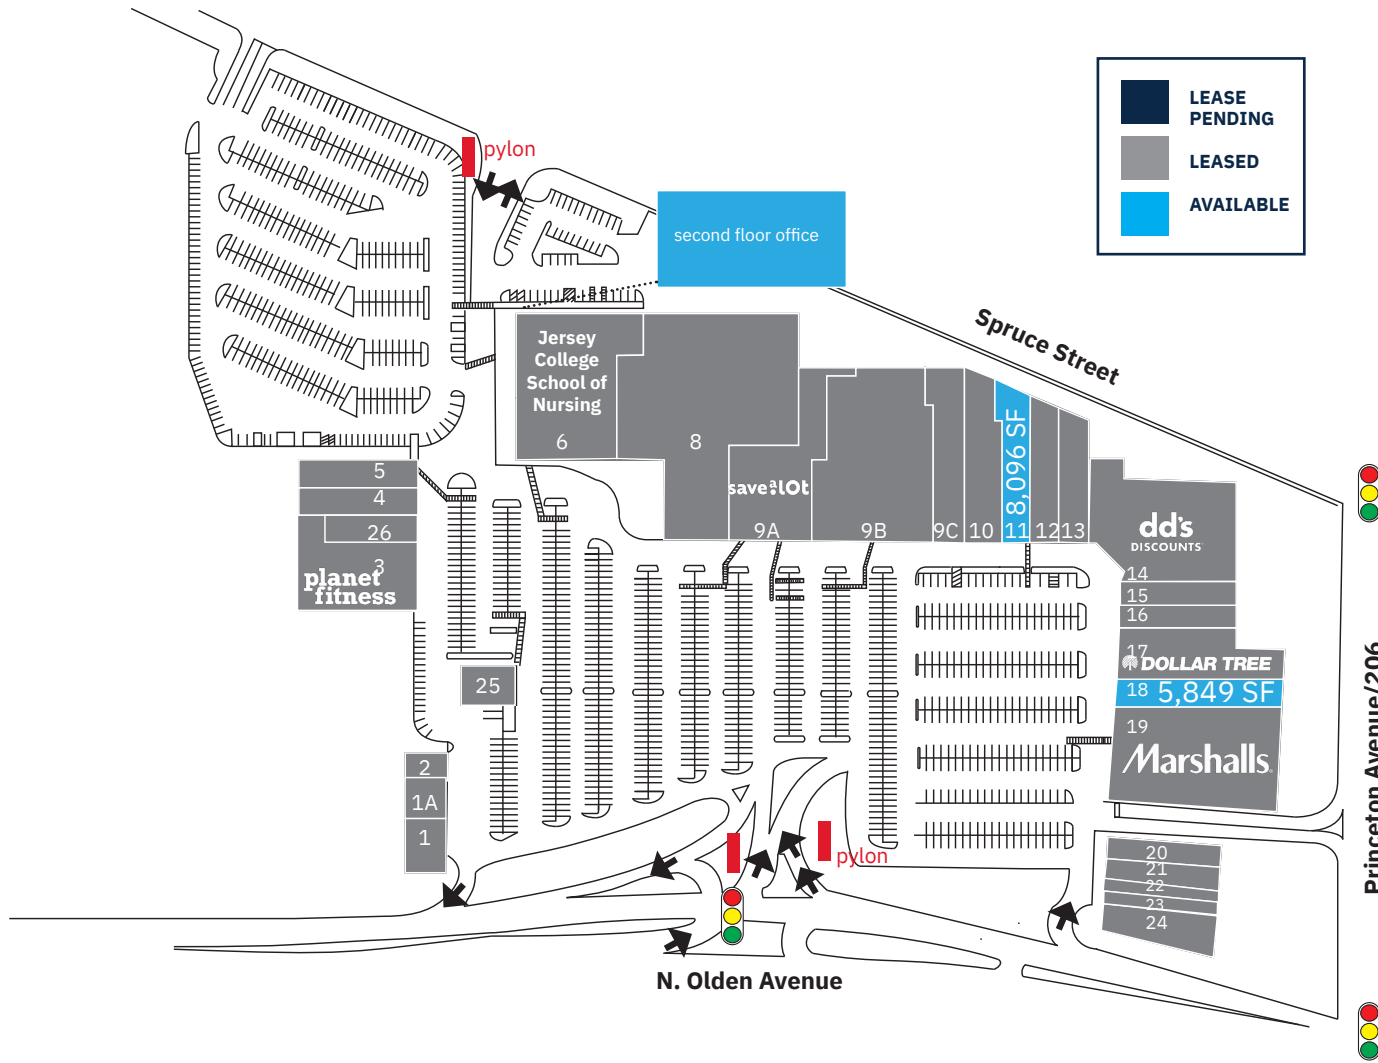 LEASE
PENDING
LEASED
AVAILABLE
pylon
second floor office
Spruce Street
Jersey
College
School of
Nursing
6
8
save a lot
9A
9B
9C
10
11
8,096 SF
12
13
5
4
26
3
planet
fitness
dd's
DISCOUNTS
14
15
16
17
DOLLAR TREE
18
5,849 SF
19
Marshalls
25
2
1A
1
20
21
22
23
24
pylon
N. Olden Avenue
Princeton Avenue/206